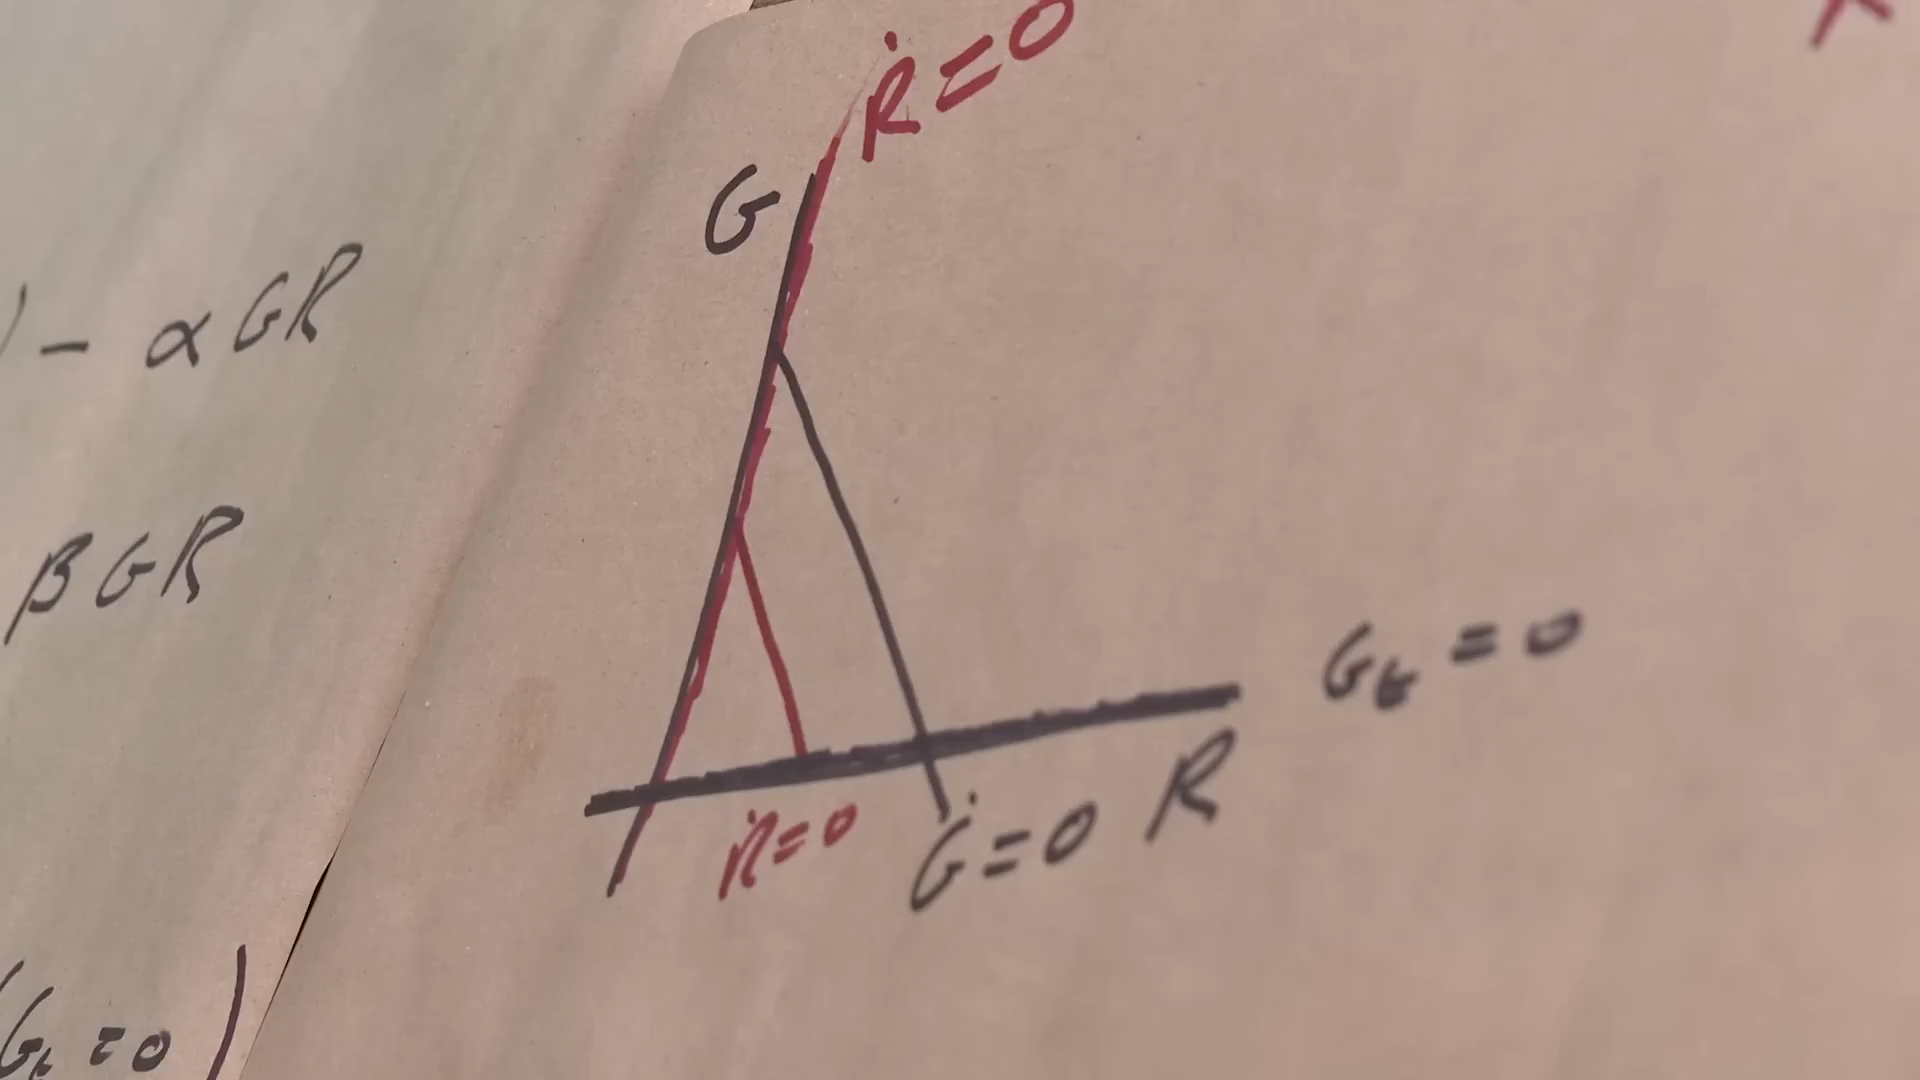 Ṙ=0
G
- αGR
βGR
G_t = 0
R
Ṙ=0
Ġ=0
G_t = 0